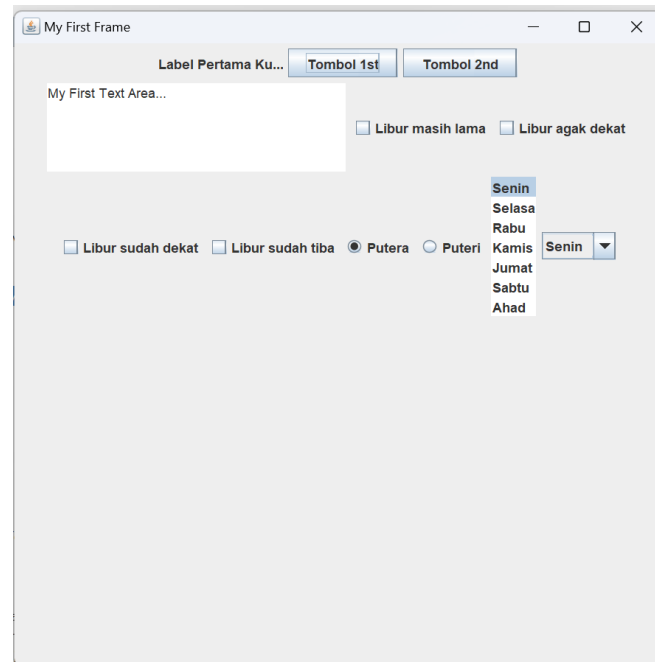 My First Frame
Label Pertama Ku... Tombol 1st Tombol 2nd
My First Text Area...
Libur masih lama Libur agak dekat
Libur sudah dekat Libur sudah tiba Putera Puteri
Senin
Selasa
Rabu
Kamis
Jumat
Sabtu
Ahad
Senin